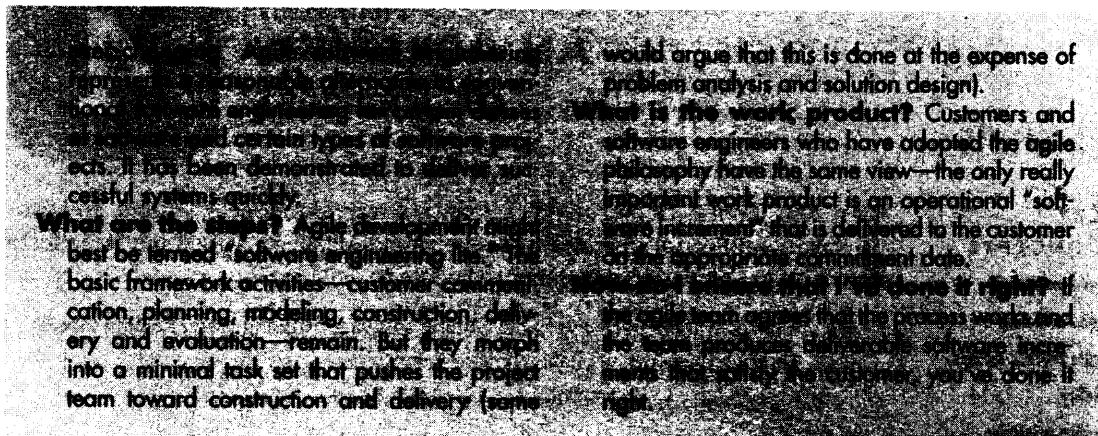 ects. It has been demonstrated to deliver suc-
cessful systems quickly.
What are the steps? Agile development might
best be termed "software engineering lite." The
basic framework activities—customer communi-
cation, planning, modeling, construction, deliv-
ery and evaluation—remain. But they morph
into a minimal task set that pushes the project
team toward construction and delivery (some
would argue that this is done at the expense of
problem analysis and solution design).
What is the work product? Customers and
software engineers who have adopted the agile
philosophy have the same view—the only really
important work product is an operational "soft-
ware increment" that is delivered to the customer
on the appropriate commitment date.
How do I ensure that I've done it right? If
the agile team agrees that the process works and
the team produces deliverable software incre-
ments that satisfy the customer, you've done it
right.